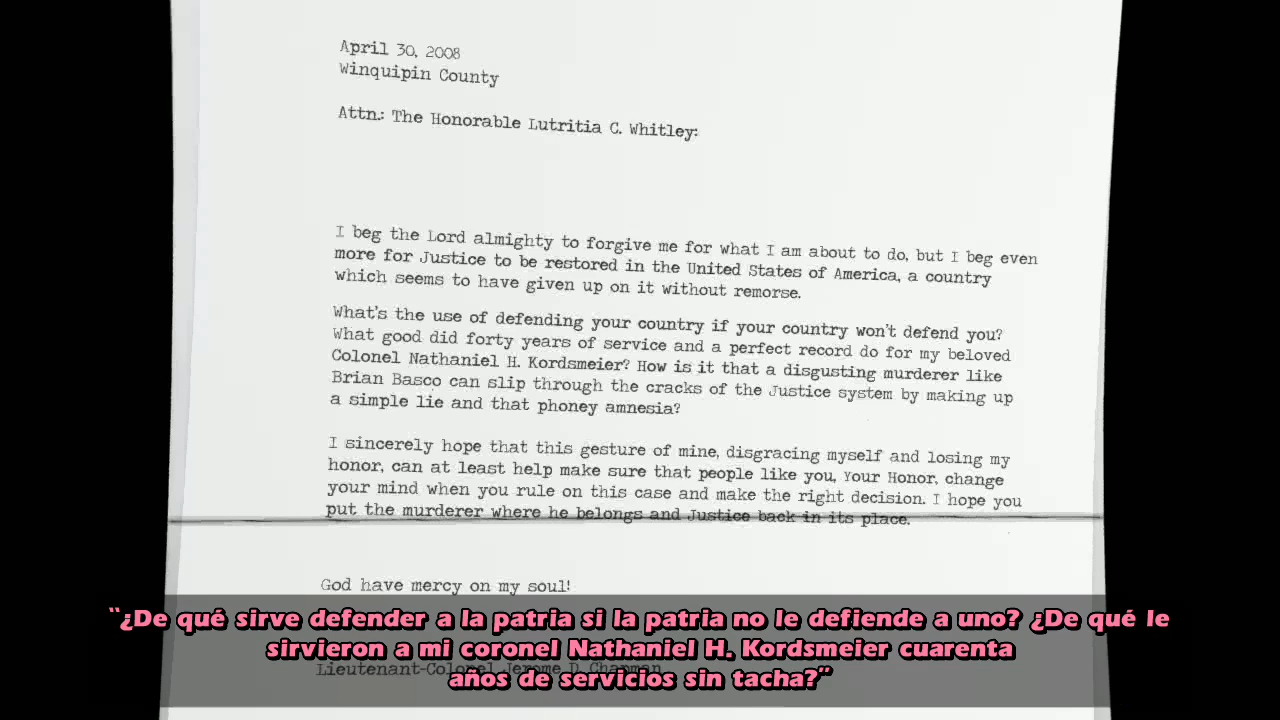 April 30, 2008
Winquipin County
Attn.: The Honorable Lutritia C. Whitley:
I beg the Lord almighty to forgive me for what I am about to do, but I beg even
more for Justice to be restored in the United States of America, a country
which seems to have given up on it without remorse.
What's the use of defending your country if your country won't defend you?
What good did forty years of service and a perfect record do for my beloved
Colonel Nathaniel H. Kordsmeier? How is it that a disgusting murderer like
Brian Basco can slip through the cracks of the Justice system by making up
a simple lie and that phoney amnesia?
I sincerely hope that this gesture of mine, disgracing myself and losing my
honor, can at least help make sure that people like you, Your Honor, change
your mind when you rule on this case and make the right decision. I hope you
put the murderer where he belongs and Justice back in its place.
God have mercy on my soul!
Lieutenant-Colonel Jerome D. Chapman
“¿De qué sirve defender a la patria si la patria no le defiende a uno? ¿De qué le
sirvieron a mi coronel Nathaniel H. Kordsmeier cuarenta
años de servicios sin tacha?”